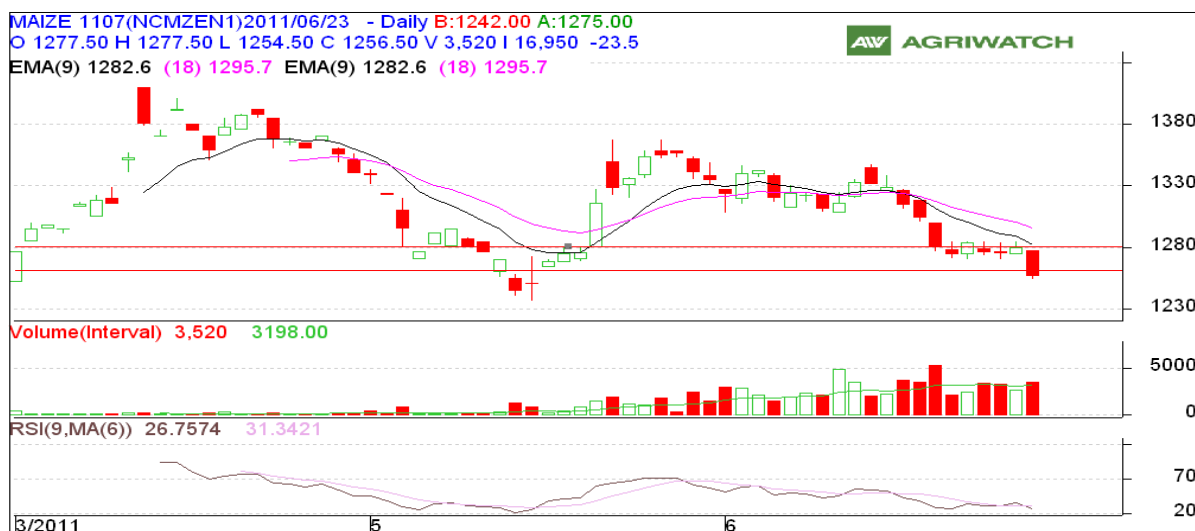 MAIZE 1107(NCMZEN1)2011/06/23 - Daily B:1242.00 A:1275.00
O 1277.50 H 1277.50 L 1254.50 C 1256.50 V 3,520 I 16,950 -23.5
AW AGRIWATCH
EMA(9) 1282.6 (18) 1295.7 EMA(9) 1282.6 (18) 1295.7
1380
1330
1280
1230
Volume(Interval) 3,520 3198.00
5000
0
RSI(9,MA(6)) 26.7574 31.3421
70
20
3/2011 5 6